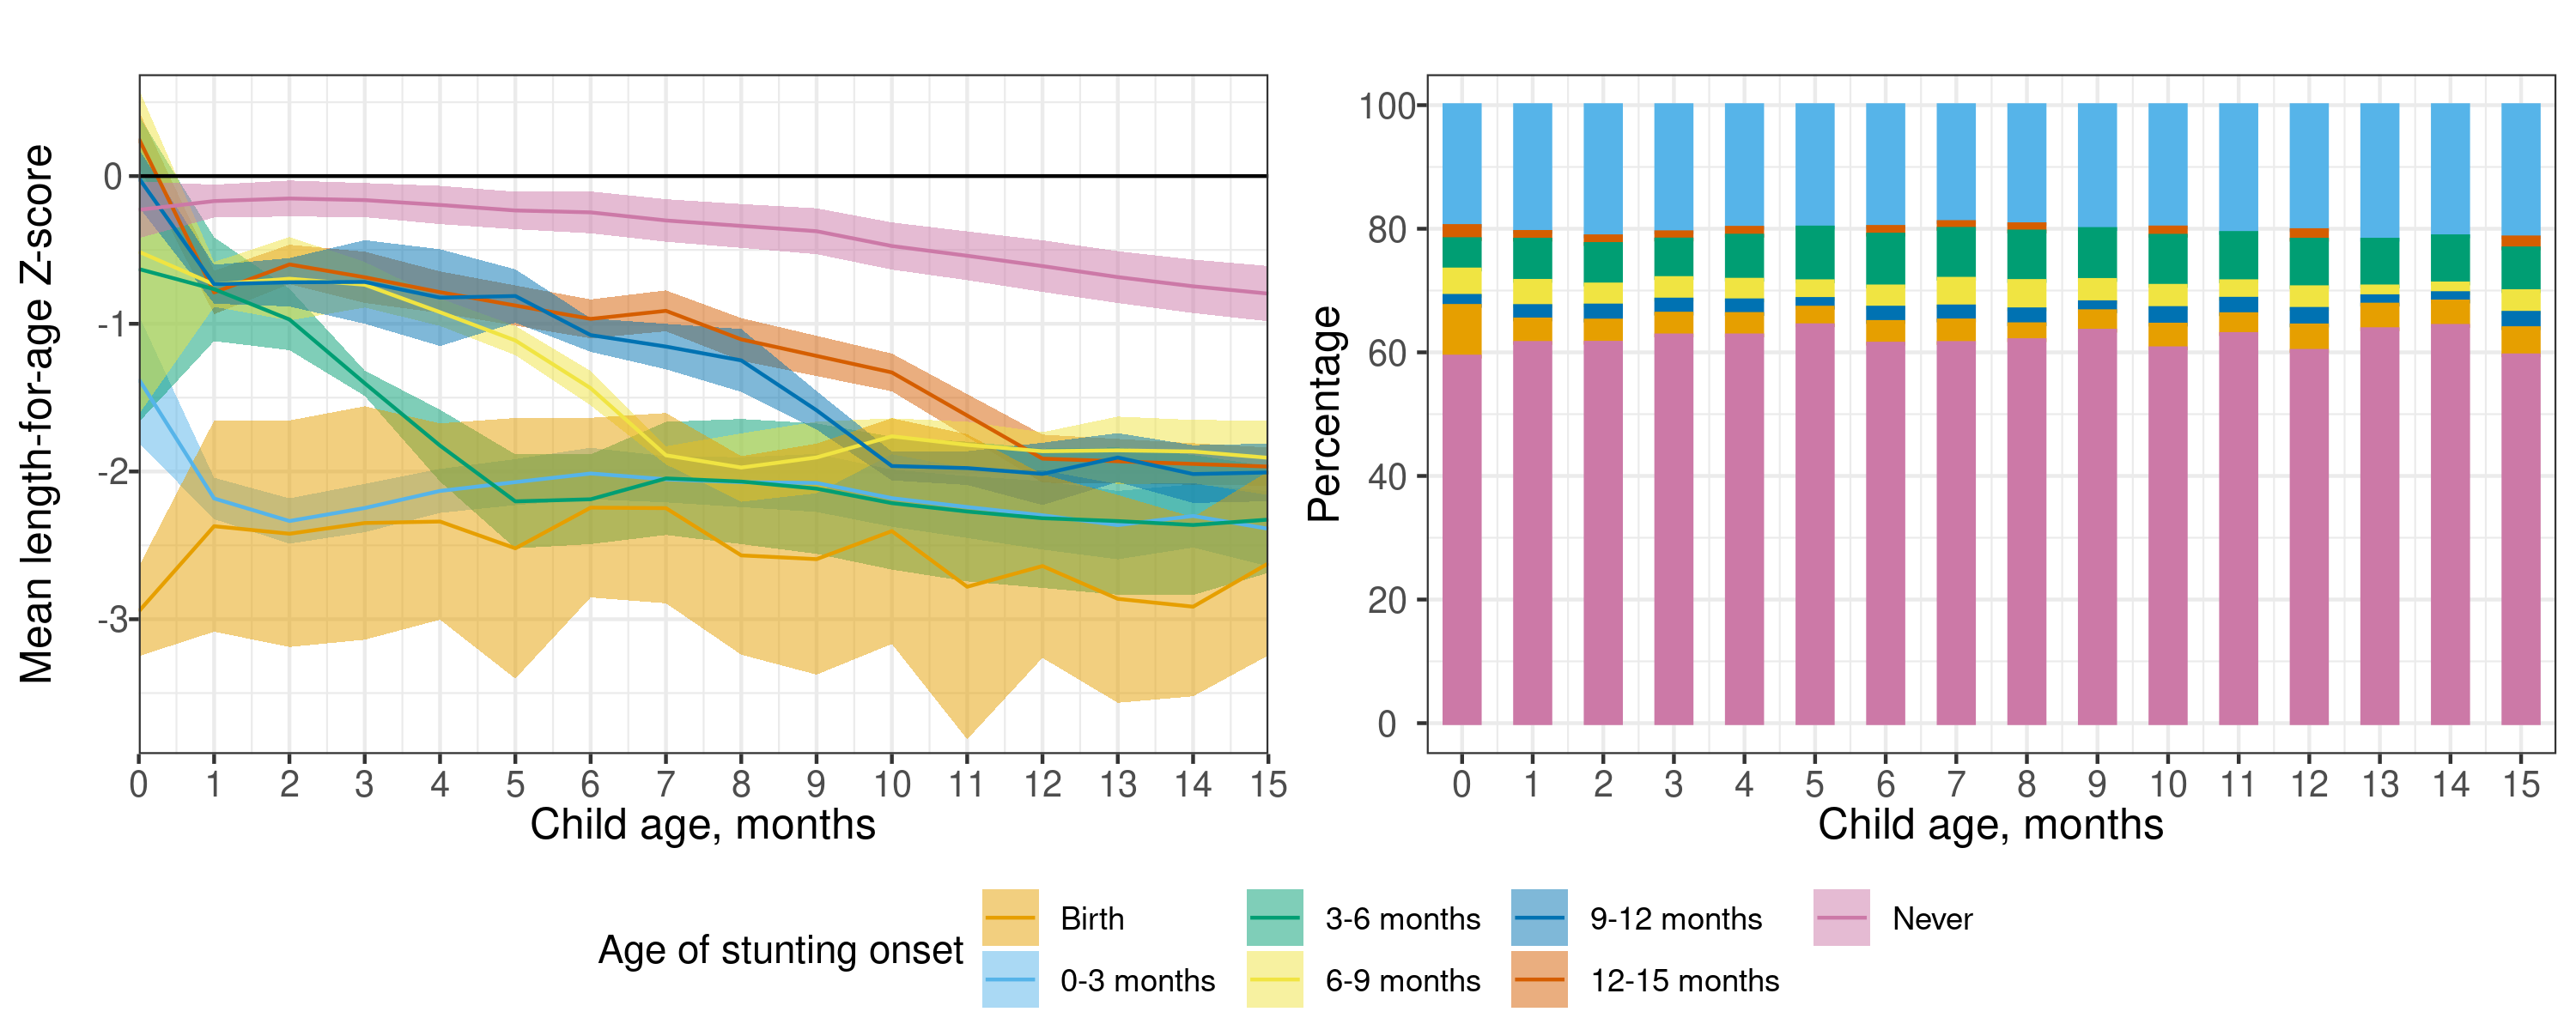 Mean length-for-age Z-score
0
-1
-2
-3
0 1 2 3 4 5 6 7 8 9 10 11 12 13 14 15
Child age, months
Percentage
100
80
60
40
20
0
0 1 2 3 4 5 6 7 8 9 10 11 12 13 14 15
Child age, months
Age of stunting onset
Birth 3-6 months 9-12 months Never
0-3 months 6-9 months 12-15 months